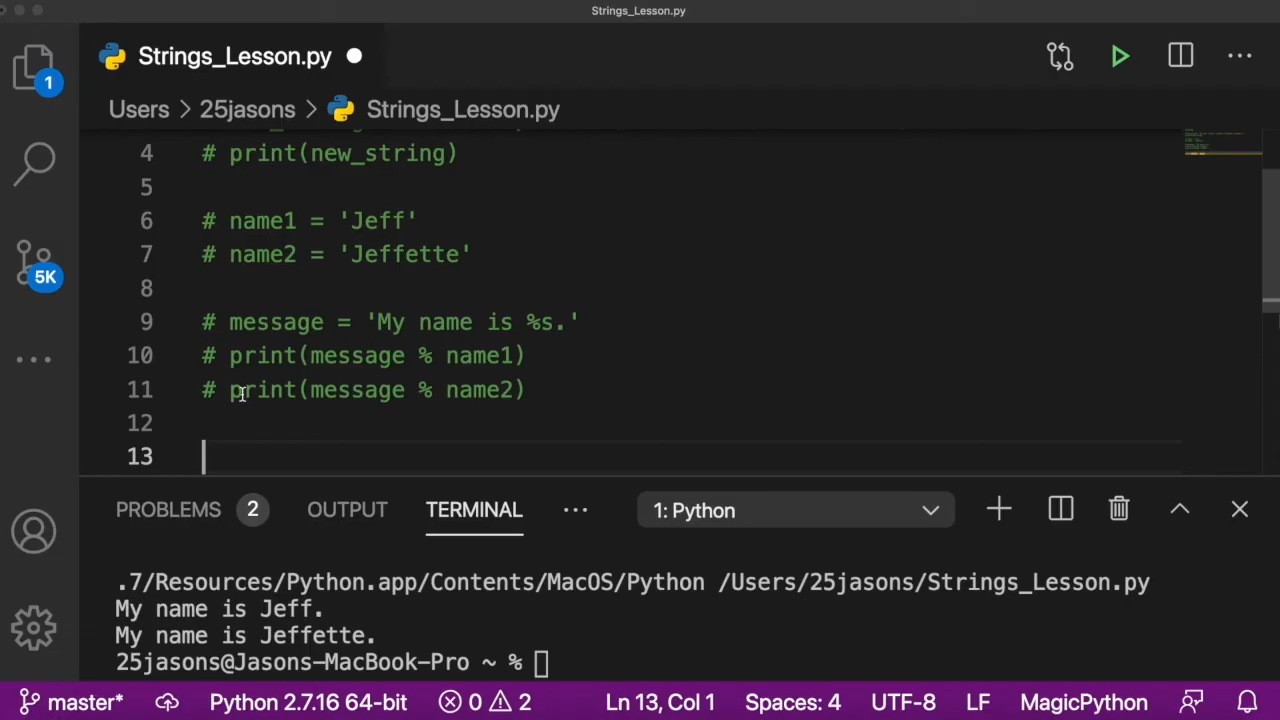 Strings_Lesson.py
Strings_Lesson.py
1
Users > 25jasons > Strings_Lesson.py
4 # print(new_string)
5
6 # name1 = 'Jeff'
7 # name2 = 'Jeffette'
8
9 # message = 'My name is %s.'
10 # print(message % name1)
11 # print(message % name2)
12
13
5K
PROBLEMS 2 OUTPUT TERMINAL ··· 1: Python
.7/Resources/Python.app/Contents/MacOS/Python /Users/25jasons/Strings_Lesson.py
My name is Jeff.
My name is Jeffette.
25jasons@Jasons-MacBook-Pro ~ %
master* Python 2.7.16 64-bit 0 2 Ln 13, Col 1 Spaces: 4 UTF-8 LF MagicPython